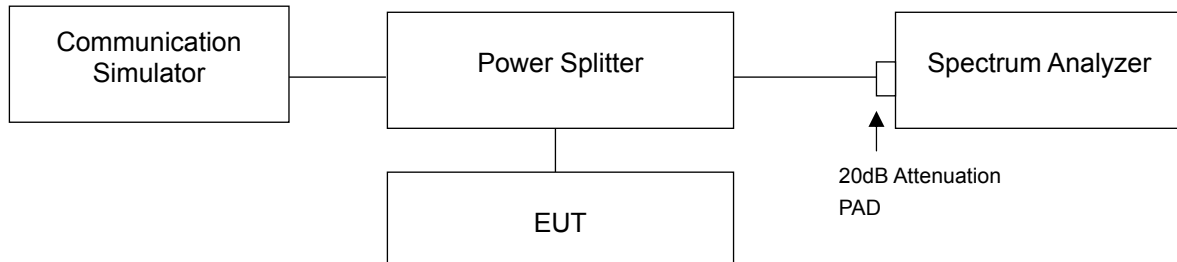 Communication
Simulator
Power Splitter
Spectrum Analyzer
20dB Attenuation
PAD
EUT